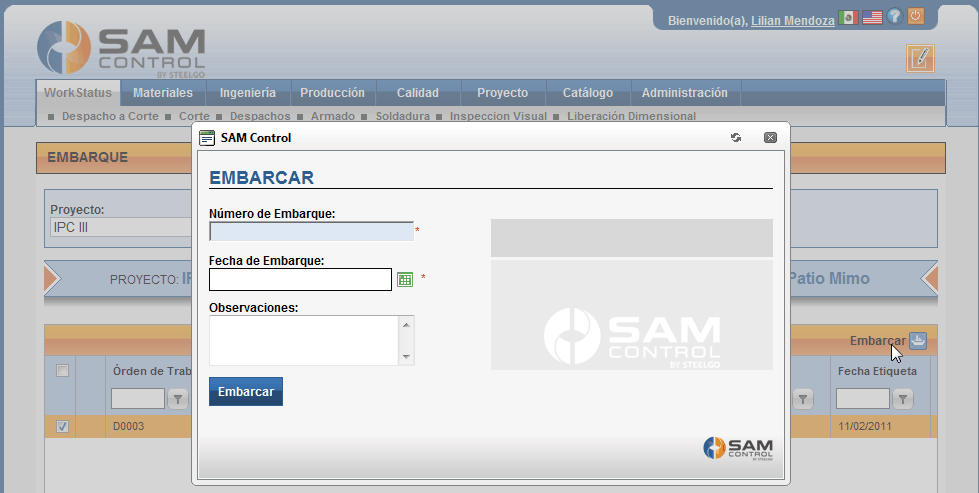 Bienvenido(a), Lilian Mendoza
SAM
CONTROL
BY STEELGO
WorkStatus Materiales Ingeniería Producción Calidad Proyecto Catálogo Administración
Despacho a Corte Corte Despachos Armado Soldadura Inspeccion Visual Liberación Dimensional
SAM Control
EMBARQUE
EMBARCAR
Proyecto:
IPC III
Número de Embarque:
*
Fecha de Embarque:
*
PROYECTO:
Patio Mimo
Observaciones:
SAM
CONTROL
BY STEELGO
Embarcar
Órden de Trab
Fecha Etiqueta
Embarcar
D0003
11/02/2011
SAM
CONTROL
BY STEELGO